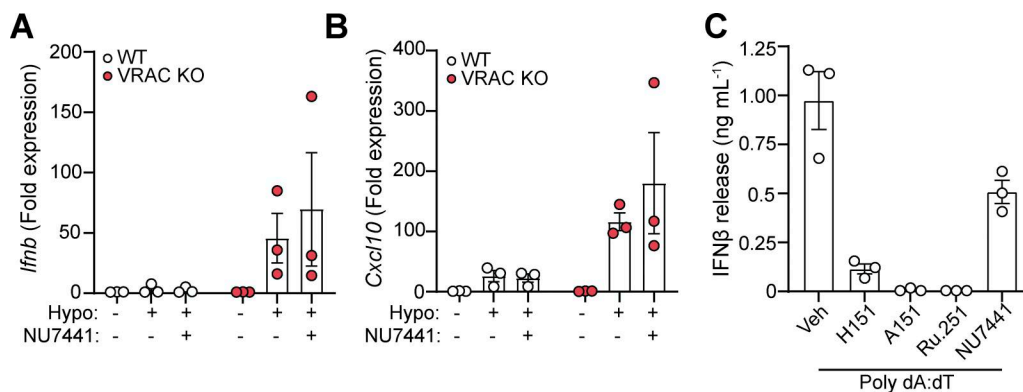 A
Ifnb (Fold expression)
200
150
100
50
0
WT
VRAC KO
Hypo: - + + - + +
NU7441: - - + - - +
B
Cxcl10 (Fold expression)
400
300
200
100
0
WT
VRAC KO
Hypo: - + + - + +
NU7441: - - + - - +
C
IFNβ release (ng mL⁻¹)
1.25
1.00
0.75
0.50
0.25
0
Veh
H151
A151
Ru.251
NU7441
Poly dA:dT